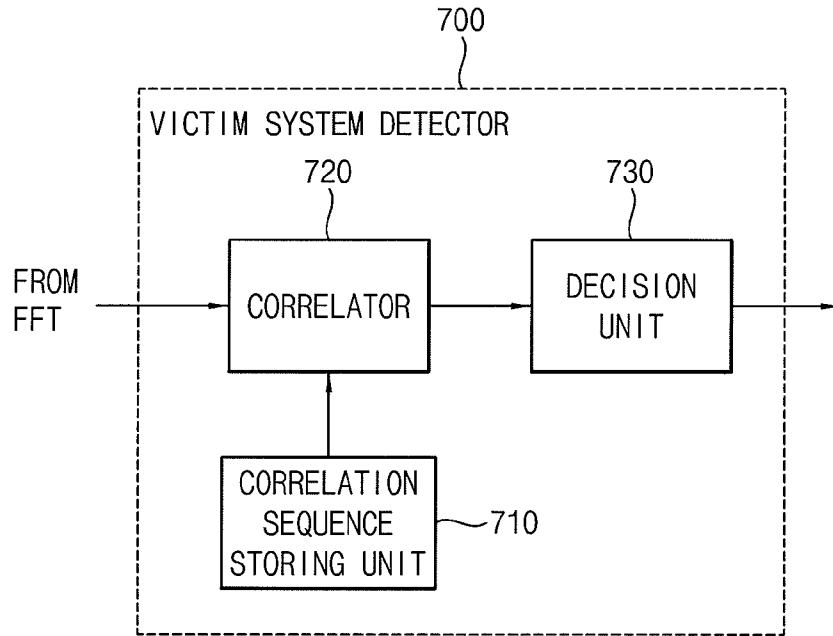 700
VICTIM SYSTEM DETECTOR
720
730
FROM
FFT
CORRELATOR
DECISION
UNIT
CORRELATION
SEQUENCE
STORING UNIT
710